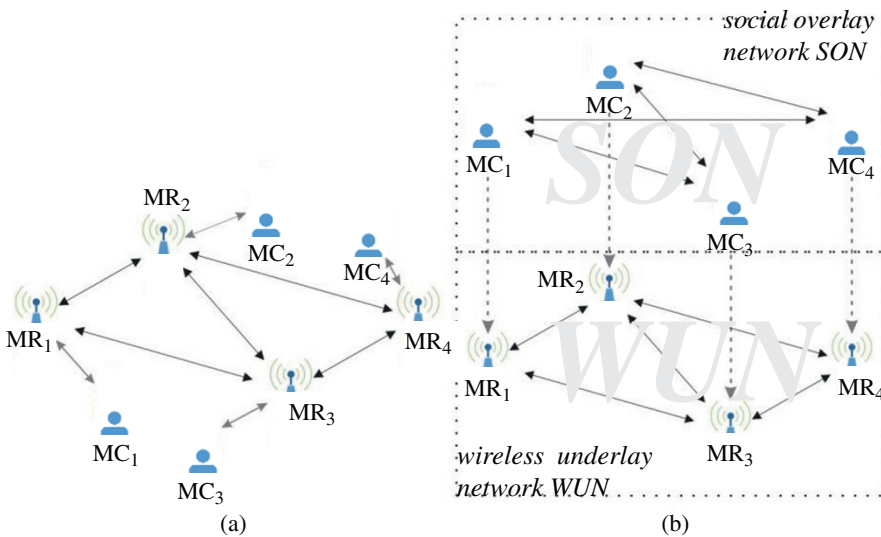 MR2
MC2
MC4
MR1
MR4
MR3
MC1
MC3
(a)
social overlay
network SON
MC2
MC1
MC4
SON
MC3
MR2
WUN
MR1
MR4
MR3
wireless underlay
network WUN
(b)